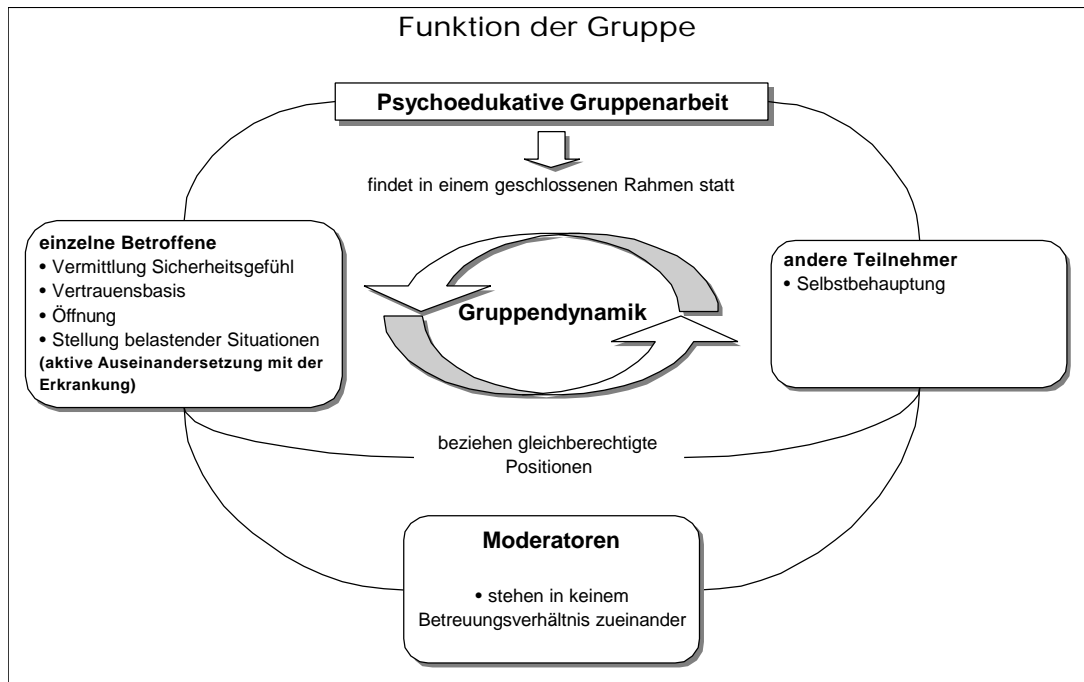 Funktion der Gruppe
Psychoedukative Gruppenarbeit
findet in einem geschlossenen Rahmen statt
einzelne Betroffene
• Vermittlung Sicherheitsgefühl
• Vertrauensbasis
• Öffnung
• Stellung belastender Situationen
(aktive Auseinandersetzung mit der
Erkrankung)
Gruppendynamik
andere Teilnehmer
• Selbstbehauptung
beziehen gleichberechtigte
Positionen
Moderatoren
• stehen in keinem
Betreuungsverhältnis zueinander